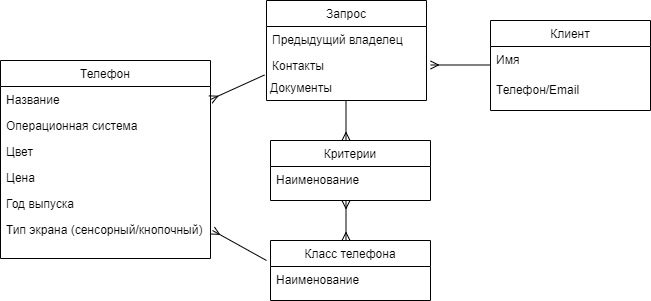 Запрос
Предыдущий владелец
Контакты
Документы
Клиент
Имя
Телефон/Email
Телефон
Название
Операционная система
Цвет
Цена
Год выпуска
Тип экрана (сенсорный/кнопочный)
Критерии
Наименование
Класс телефона
Наименование